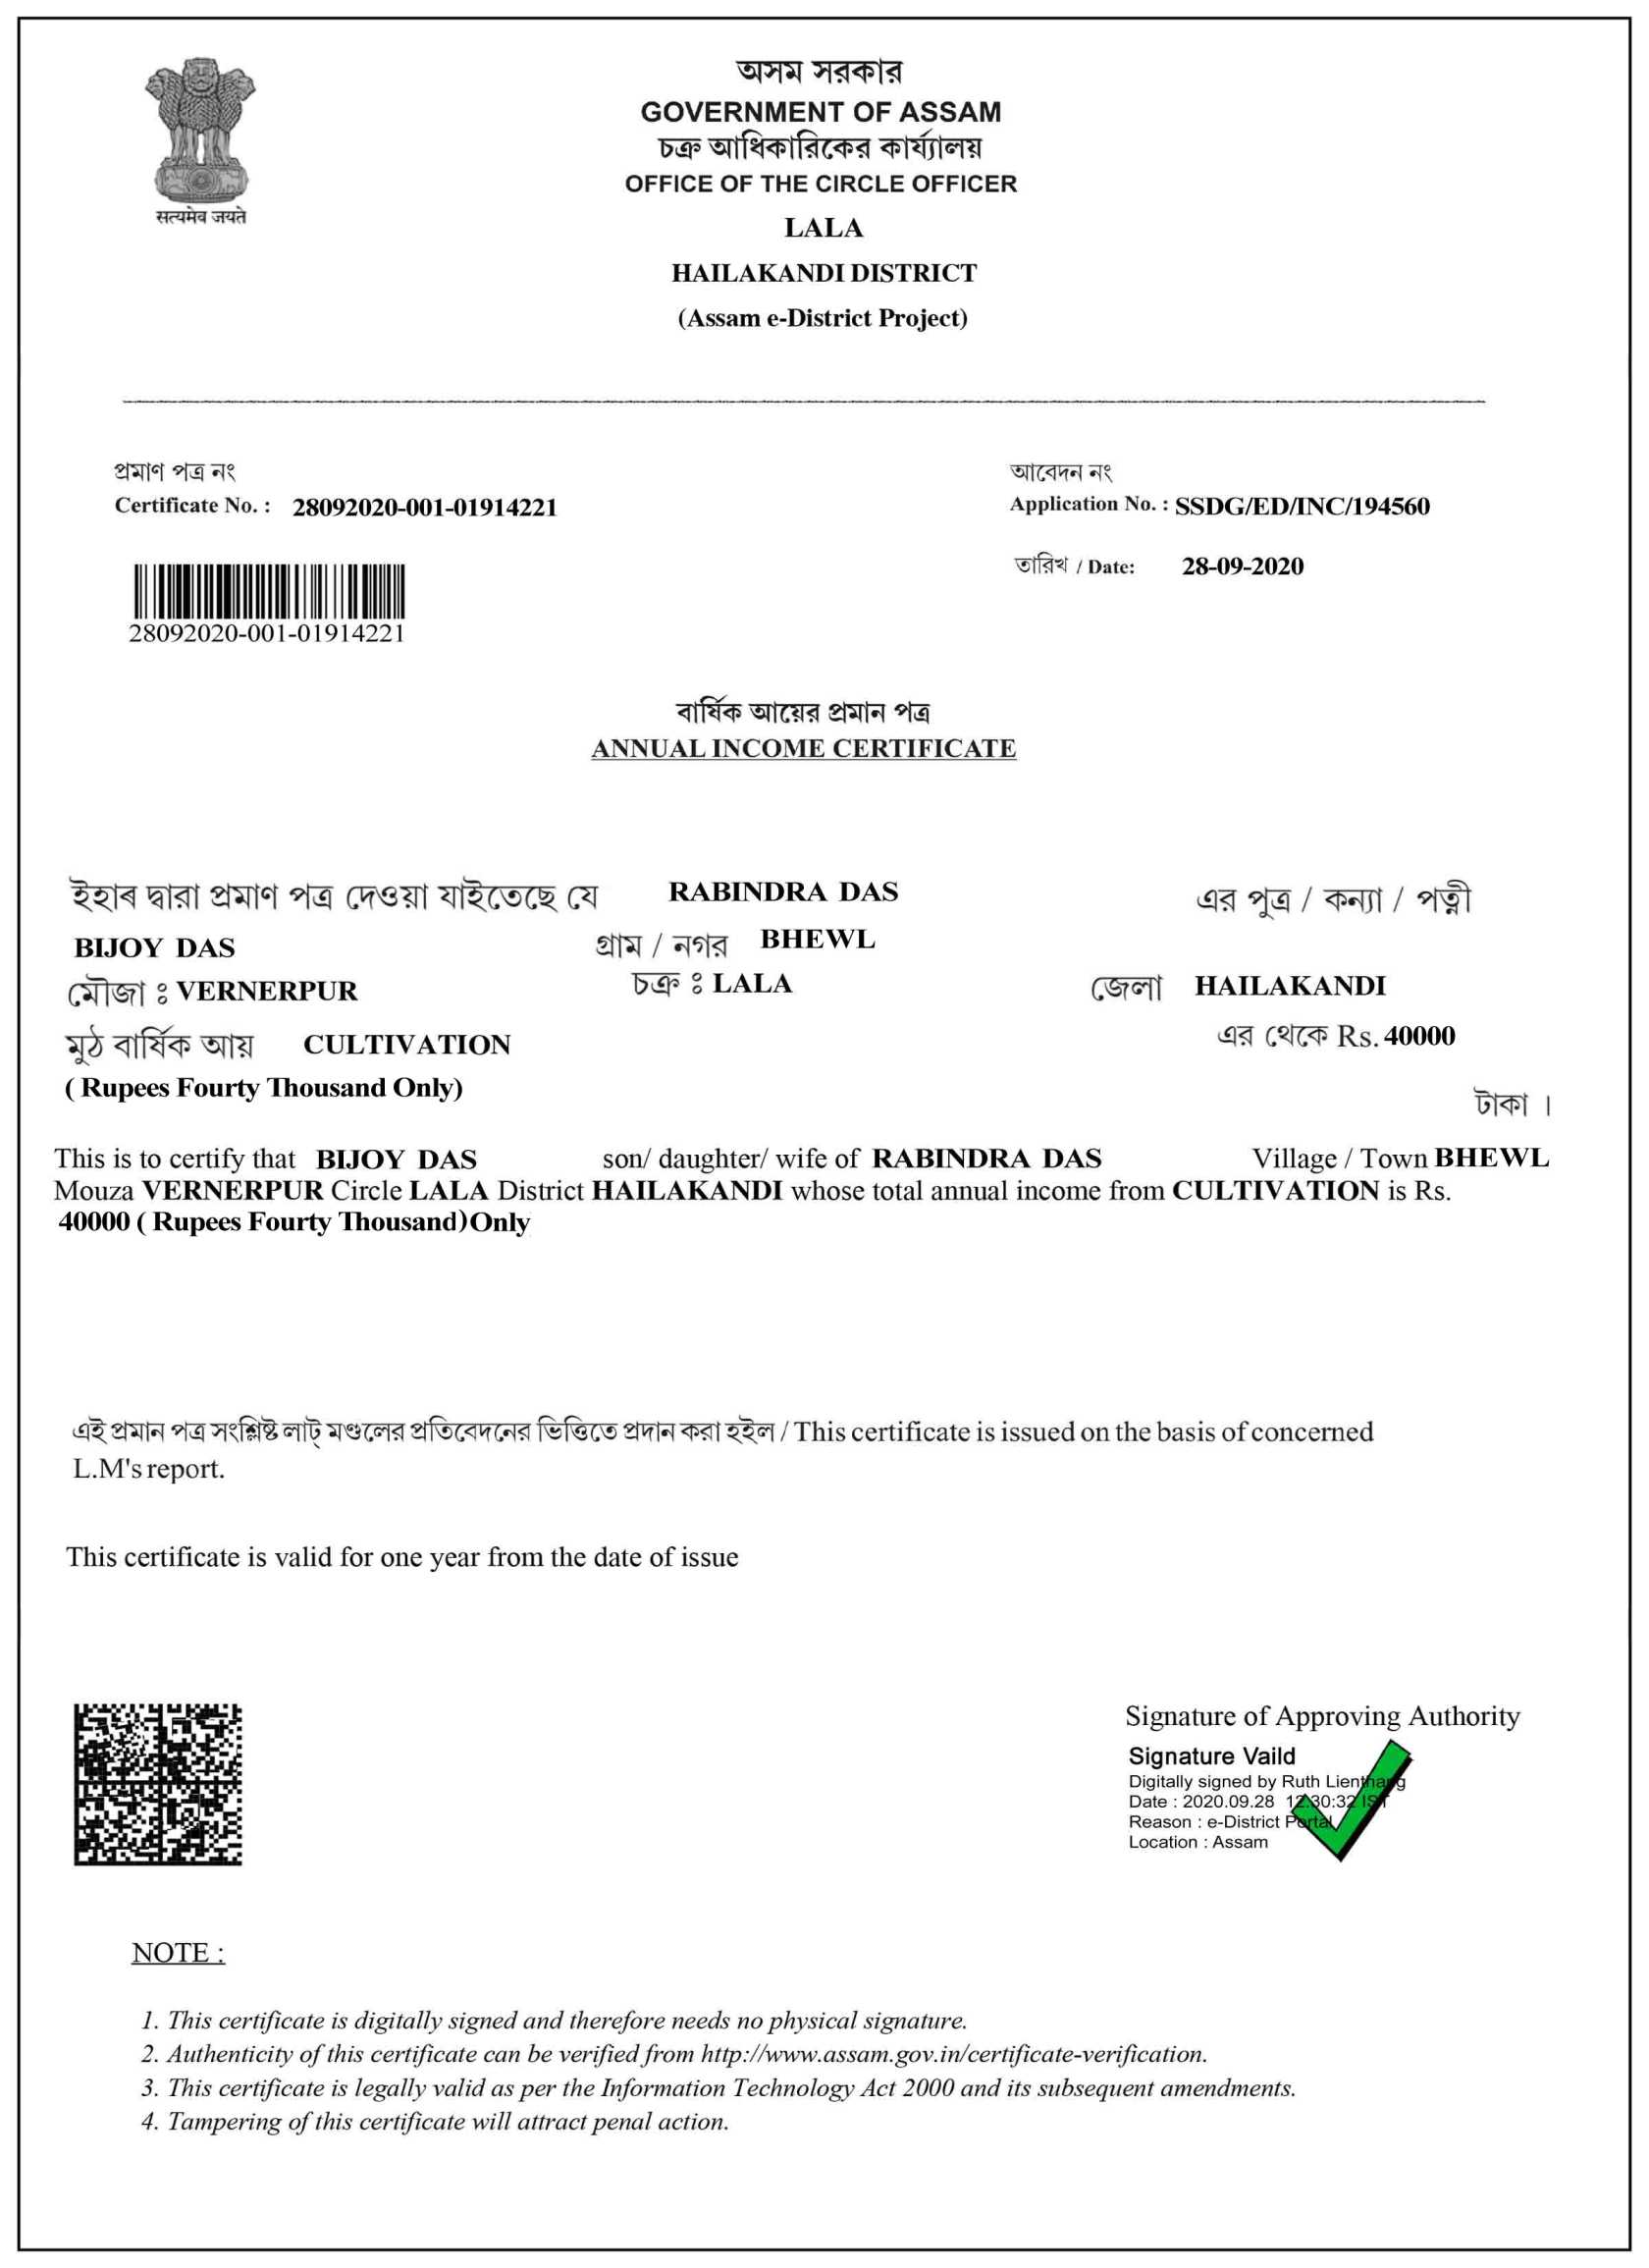 सत्यमेव जयते
অসম সরকার
GOVERNMENT OF ASSAM
চক্র আধিকারিকের কার্য্যালয়
OFFICE OF THE CIRCLE OFFICER
LALA
HAILAKANDI DISTRICT
(Assam e-District Project)
প্রমাণ পত্র নং
Certificate No. : 28092020-001-01914221
আবেদন নং
Application No. : SSDG/ED/INC/194560
তারিখ / Date: 28-09-2020
28092020-001-01914221
বার্ষিক আয়ের প্রমান পত্র
ANNUAL INCOME CERTIFICATE
ইহাৰ দ্বারা প্রমাণ পত্র দেওয়া যাইতেছে যে RABINDRA DAS এর পুত্র / কন্যা / পত্নী
BIJOY DAS গ্রাম / নগর BHEWL
মৌজা ঃ VERNERPUR চক্র ঃ LALA জেলা HAILAKANDI
মুঠ বার্ষিক আয় CULTIVATION এর থেকে Rs. 40000
( Rupees Fourty Thousand Only)
টাকা ।
This is to certify that BIJOY DAS son/ daughter/ wife of RABINDRA DAS Village / Town BHEWL
Mouza VERNERPUR Circle LALA District HAILAKANDI whose total annual income from CULTIVATION is Rs.
40000 ( Rupees Fourty Thousand)Only
এই প্রমান পত্র সংশ্লিষ্ট লাট্ মণ্ডলের প্রতিবেদনের ভিত্তিতে প্রদান করা হইল / This certificate is issued on the basis of concerned
L.M's report.
This certificate is valid for one year from the date of issue
Signature of Approving Authority
Signature Vaild
Digitally signed by Ruth Lienthang
Date : 2020.09.28 12:30:32 IST
Reason : e-District Portal
Location : Assam
NOTE :
1. This certificate is digitally signed and therefore needs no physical signature.
2. Authenticity of this certificate can be verified from http://www.assam.gov.in/certificate-verification.
3. This certificate is legally valid as per the Information Technology Act 2000 and its subsequent amendments.
4. Tampering of this certificate will attract penal action.